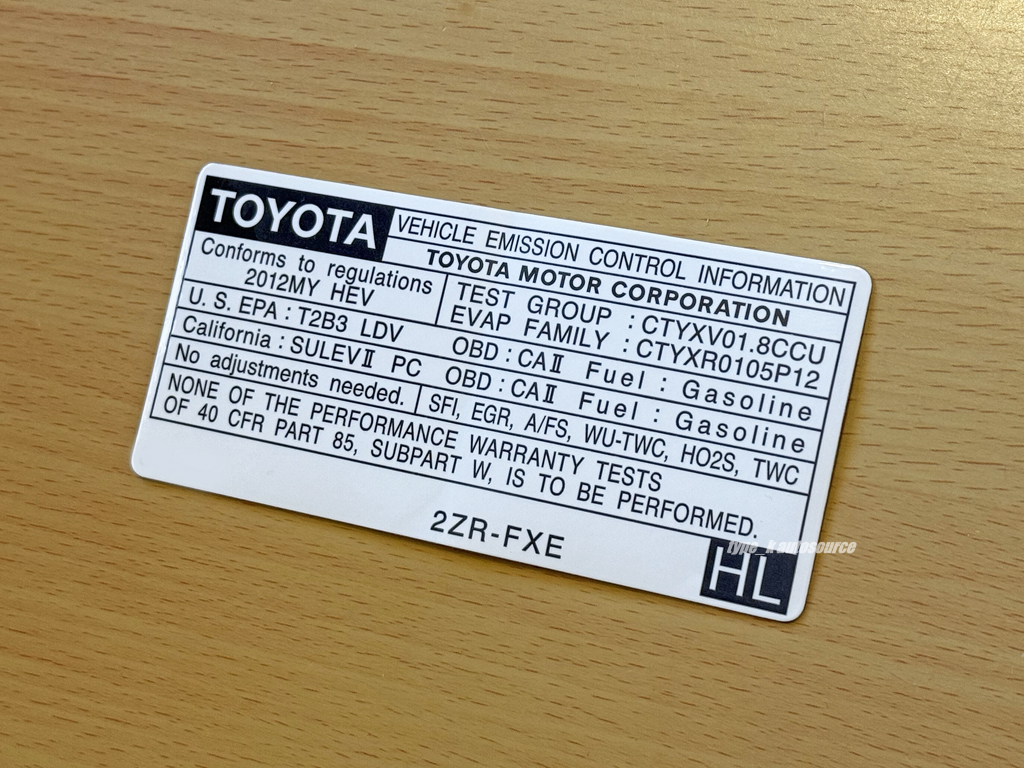 TOYOTA VEHICLE EMISSION CONTROL INFORMATION
TOYOTA MOTOR CORPORATION
Conforms to regulations
2012MY HEV
TEST GROUP : CTYXV01.8CCU
EVAP FAMILY : CTYXR0105P12
U.S. EPA : T2B3 LDV OBD : CAⅡ Fuel : Gasoline
California : SULEVⅡ PC OBD : CAⅡ Fuel : Gasoline
No adjustments needed. SFI, EGR, A/FS, WU-TWC, HO2S, TWC
NONE OF THE PERFORMANCE WARRANTY TESTS
OF 40 CFR PART 85, SUBPART W, IS TO BE PERFORMED.
2ZR-FXE
type_k autosource
HL